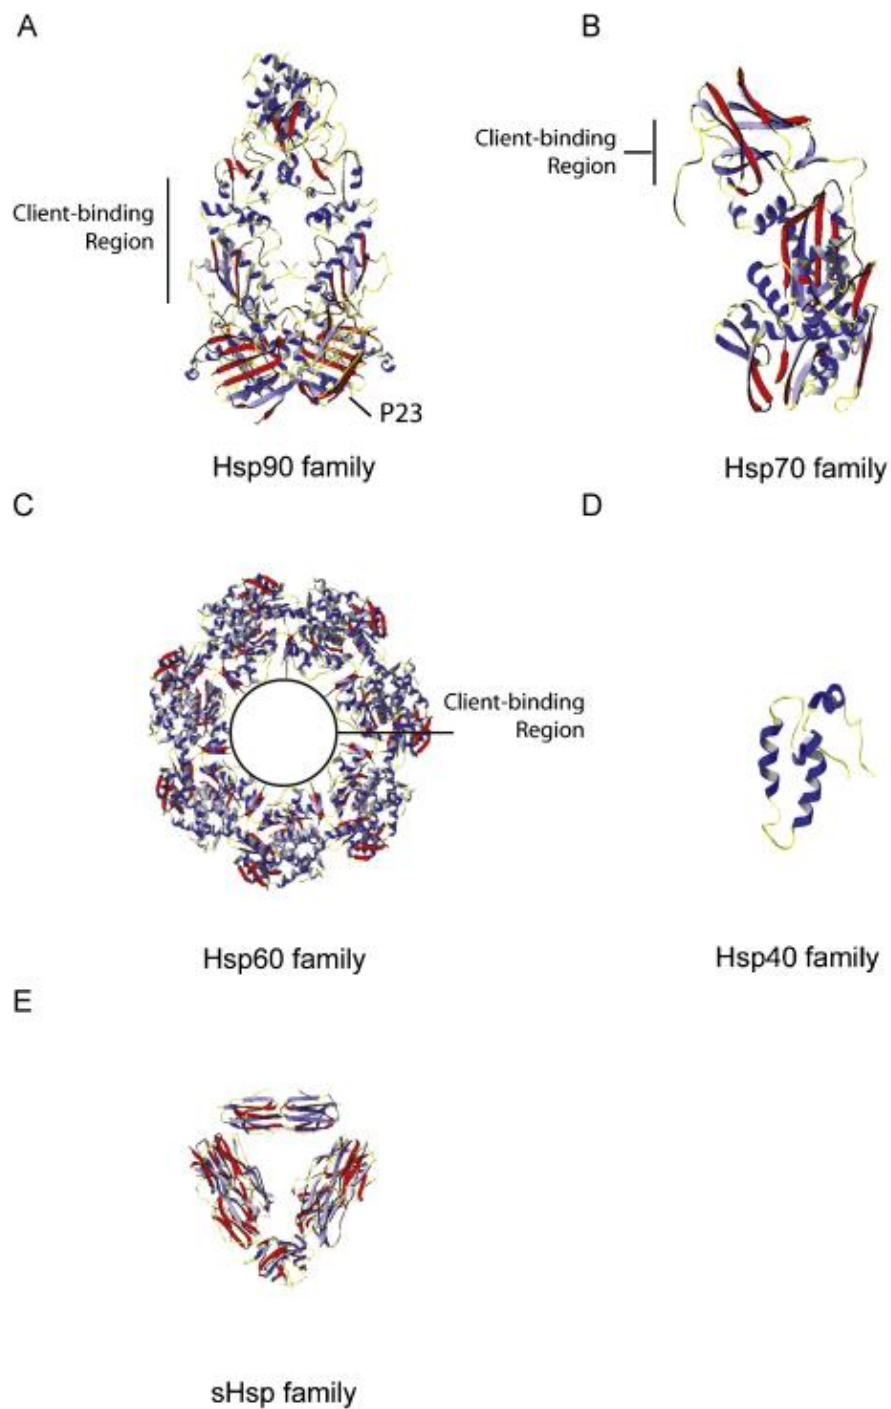 A
B
Client-binding
Region
Client-binding
Region
P23
Hsp90 family
Hsp70 family
C
D
Client-binding
Region
Hsp60 family
Hsp40 family
E
sHsp family